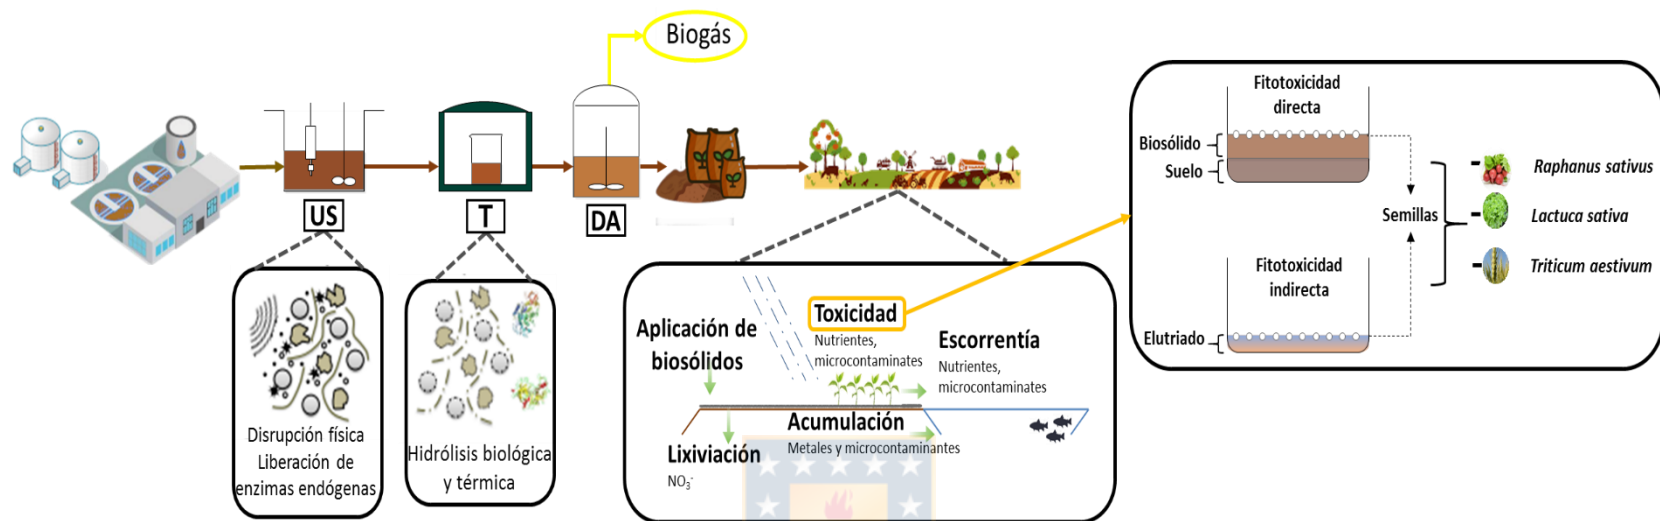 Biogás
US
T
DA
Disrupción física
Liberación de
enzimas endógenas
Hidrólisis biológica
y térmica
Aplicación de
biosólidos
Toxicidad
Nutrientes,
microcontaminates
Escorrentía
Nutrientes,
microcontaminates
Acumulación
Metales y microcontaminantes
Lixiviación
NO₃⁻
Fitotoxicidad
directa
Biosólido
Suelo
Semillas
Fitotoxicidad
indirecta
Elutriado
Raphanus sativus
Lactuca sativa
Triticum aestivum